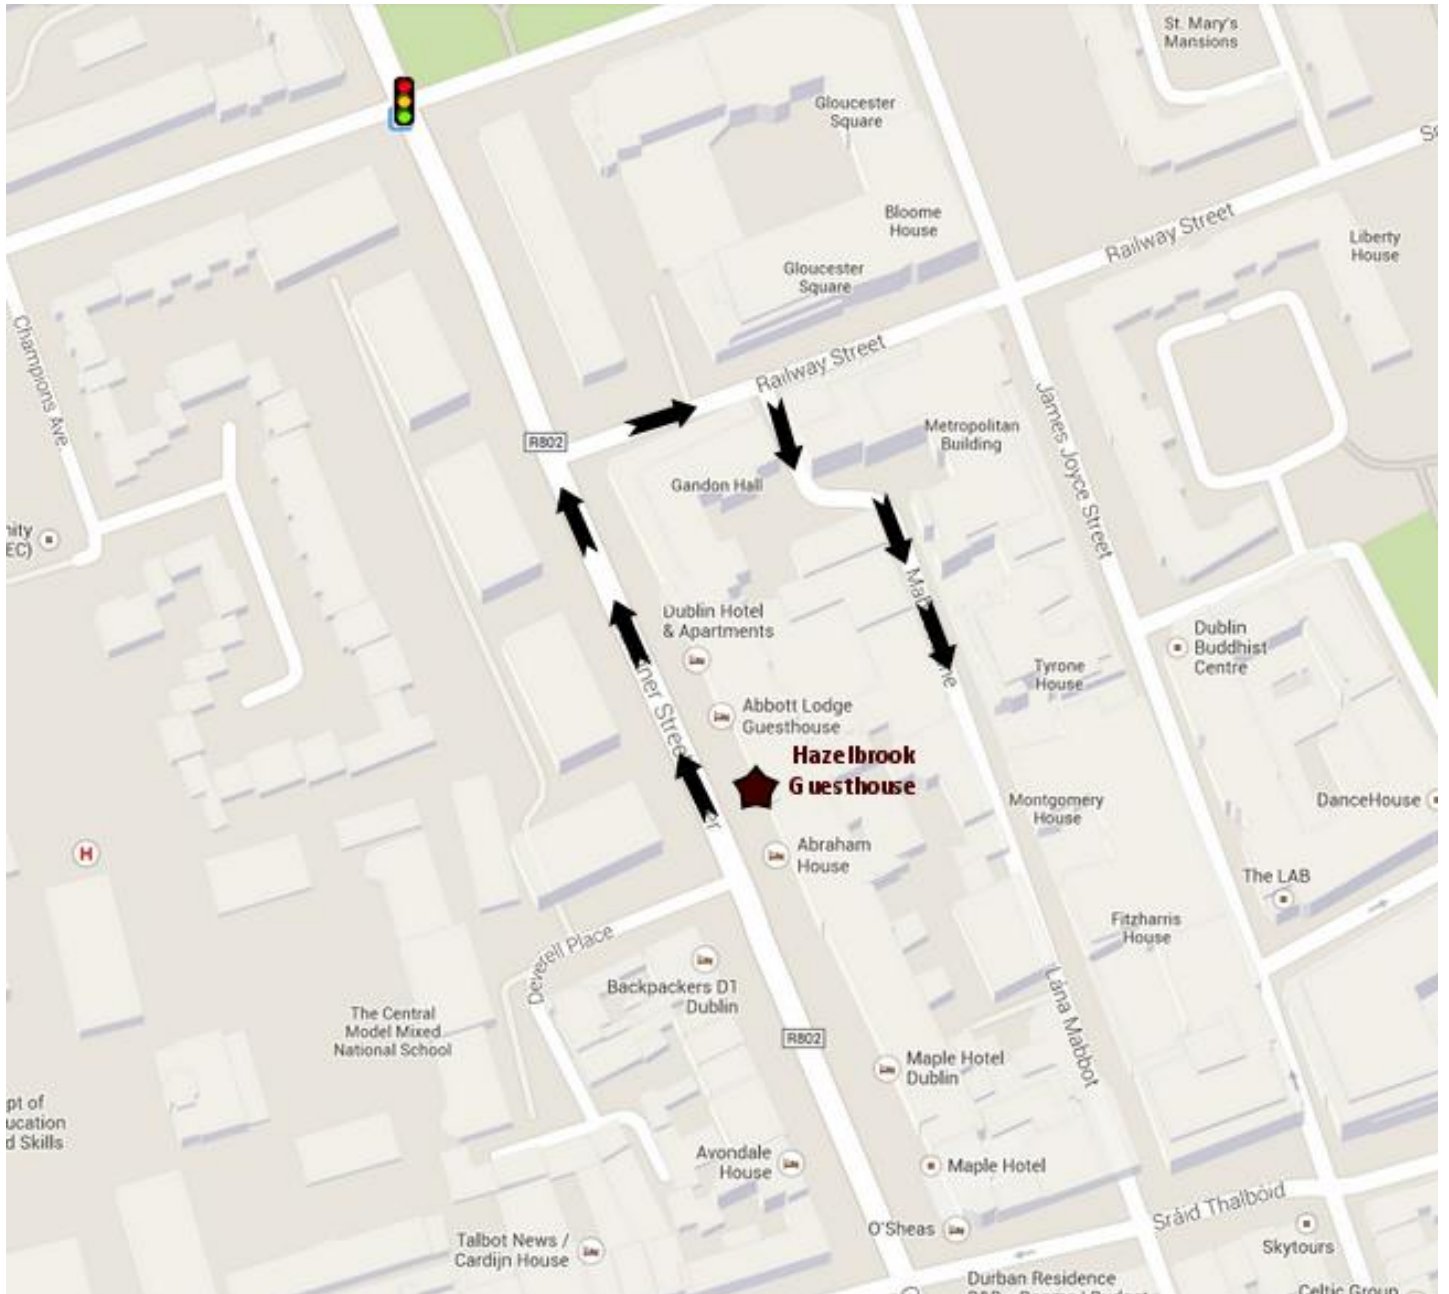 St. Mary's
Mansions
Gloucester
Square
Bloome
House
Railway Street
Liberty
House
Gloucester
Square
Champions Ave
Railway Street
James Joyce Street
R802
Metropolitan
Building
Gandon Hall
Dublin Hotel
& Apartments
Dublin
Buddhist
Centre
Tyrone
House
Abbott Lodge
Guesthouse
Hazelbrook
Guesthouse
Montgomery
House
DanceHouse
H
Abraham
House
The LAB
Fitzharris
House
Deverell Place
Backpackers D1
Dublin
Lána Mabbot
The Central
Model Mixed
National School
R802
Maple Hotel
Dublin
Avondale
House
Maple Hotel
Sráid Thalbóid
O'Sheas
Skytours
Talbot News /
Cardijn House
Durban Residence
Celtic Group